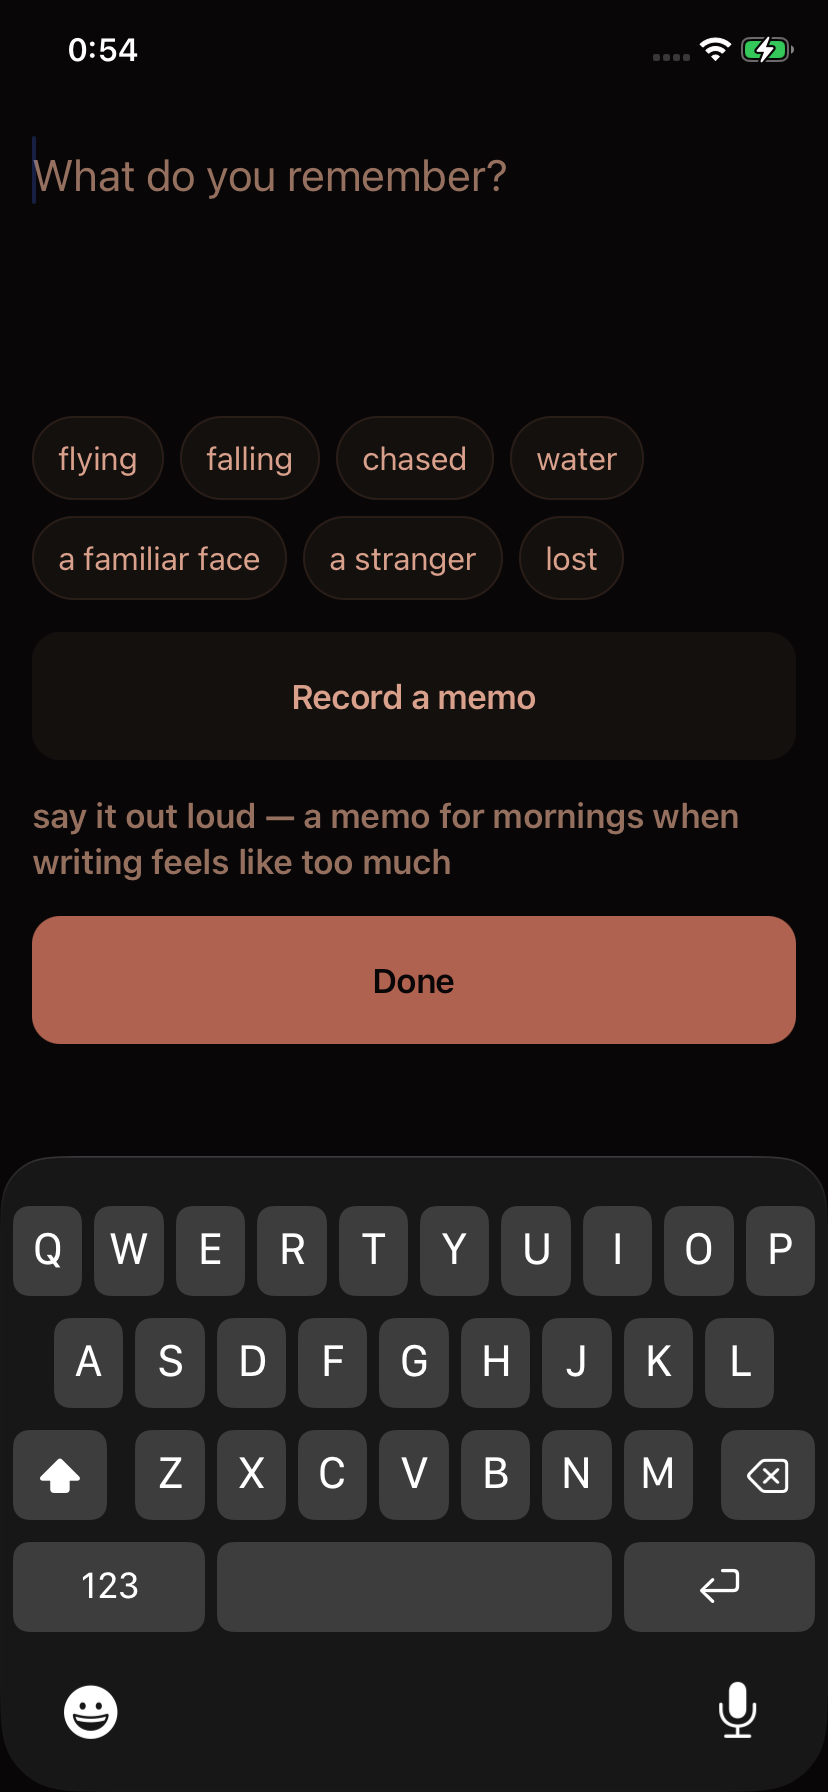 0:54
What do you remember?
flying falling chased water
a familiar face a stranger lost
Record a memo
say it out loud — a memo for mornings when
writing feels like too much
Done
Q W E R T Y U I O P
A S D F G H J K L
Z X C V B N M
123